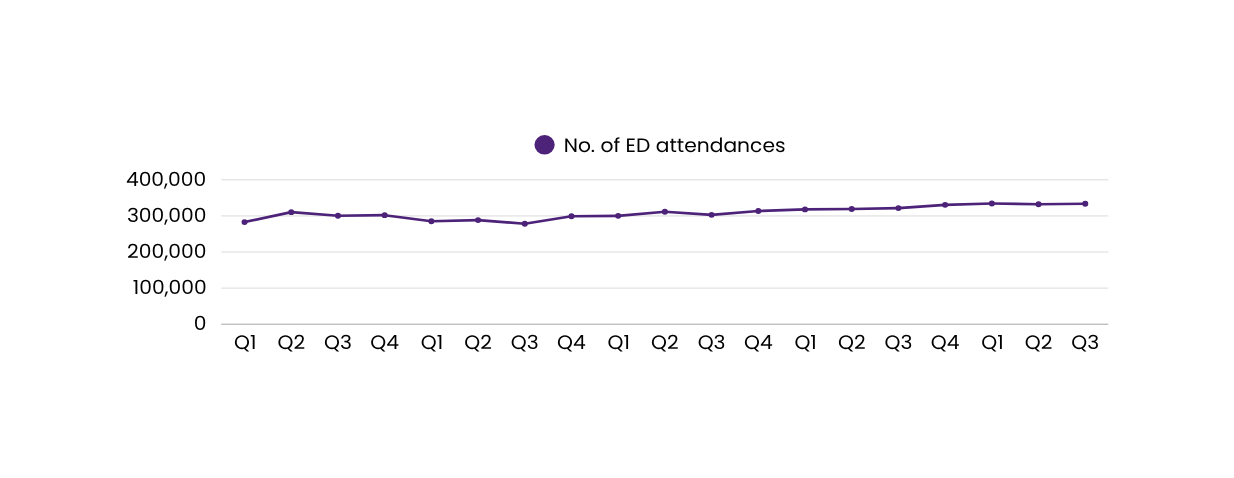 No. of ED attendances
400,000
300,000
200,000
100,000
0
Q1 Q2 Q3 Q4 Q1 Q2 Q3 Q4 Q1 Q2 Q3 Q4 Q1 Q2 Q3 Q4 Q1 Q2 Q3